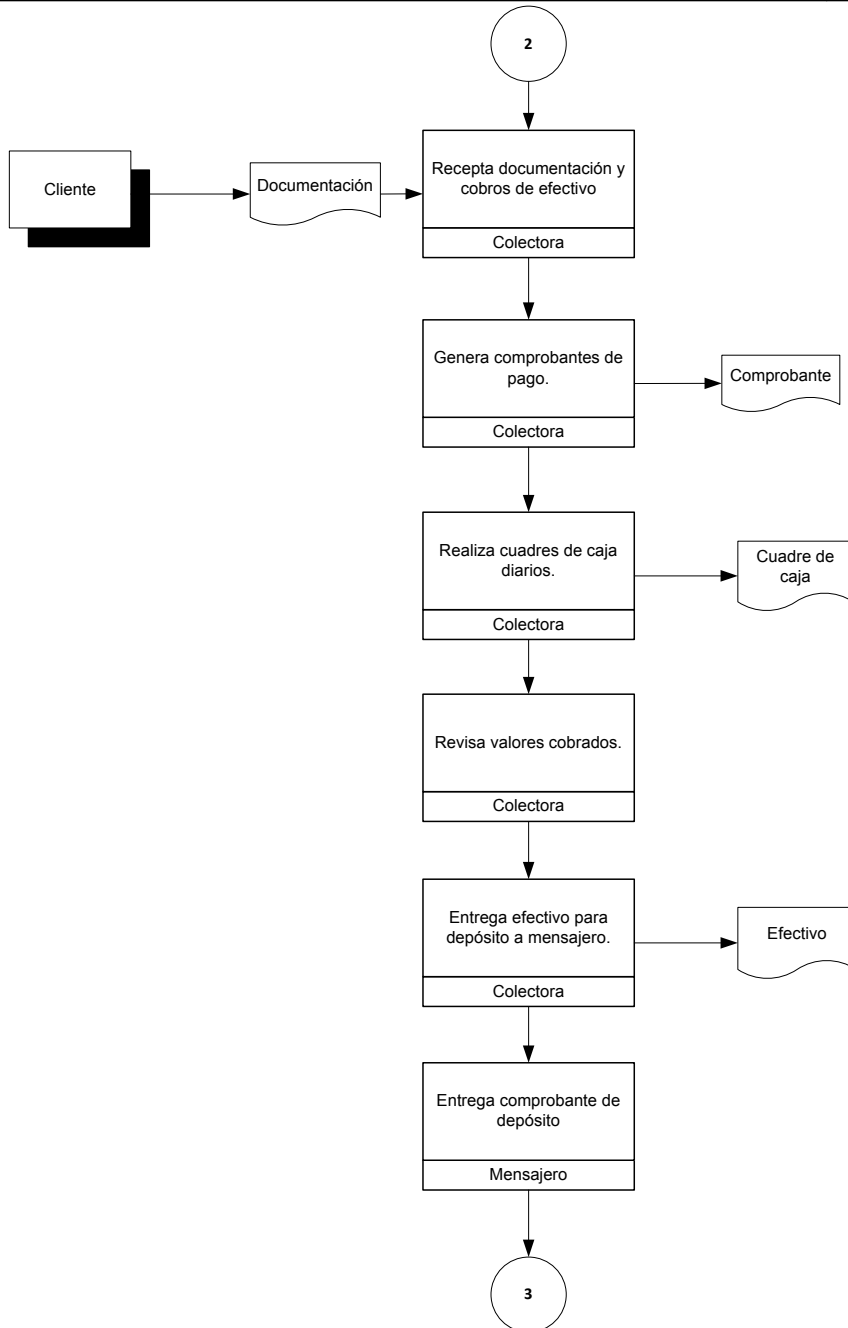 2
Cliente
Documentación
Recepta documentación y
cobros de efectivo
Colectora
Genera comprobantes de
pago.
Colectora
Comprobante
Realiza cuadres de caja
diarios.
Colectora
Cuadre de
caja
Revisa valores cobrados.
Colectora
Entrega efectivo para
depósito a mensajero.
Colectora
Efectivo
Entrega comprobante de
depósito
Mensajero
3